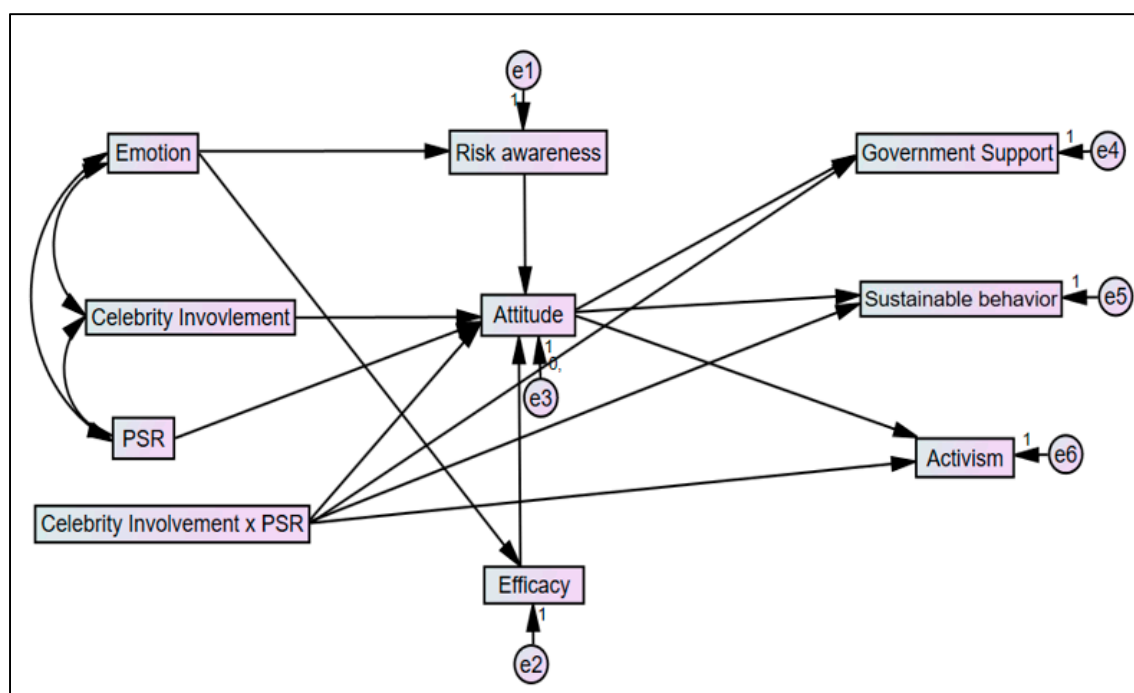 e1
1
Emotion
Risk awareness
Government Support
1
e4
Celebrity Invovlement
Attitude
Sustainable behavior
1
e5
1
0,
e3
PSR
Activism
1
e6
Celebrity Involvement x PSR
Efficacy
1
e2